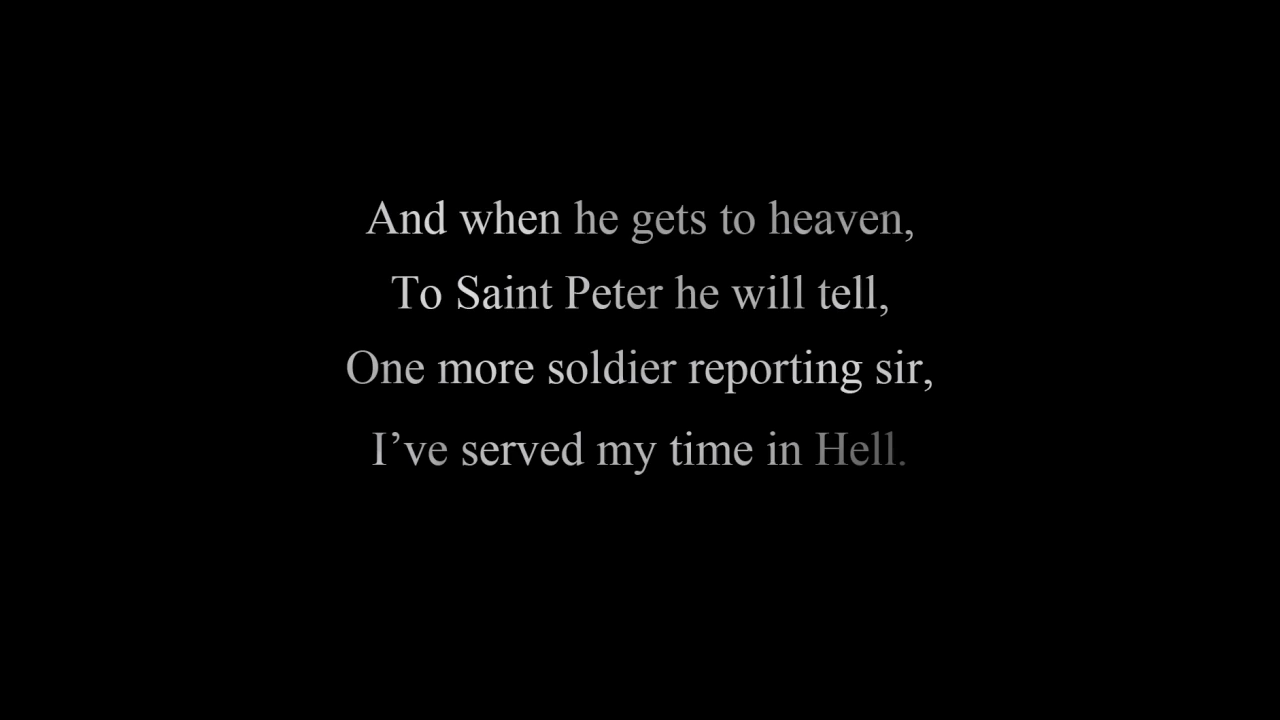 And when he gets to heaven,
To Saint Peter he will tell,
One more soldier reporting sir,
I’ve served my time in Hell.